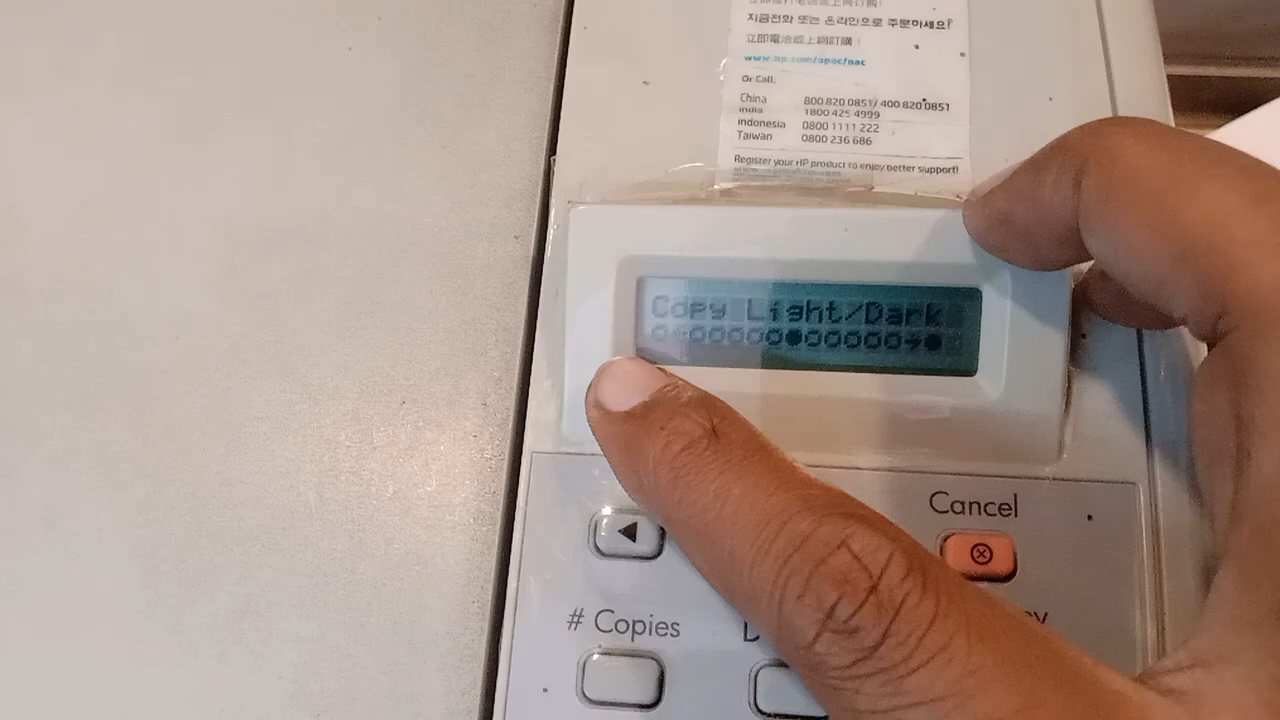 지금전화 또는 온라인으로 주문하세요!
立即電洽或上網訂購!
www.hp.com/apac/oac
Or Call:
China 800 820 0851/ 400 820 0851
India 1800 425 4999
Indonesia 0800 1111 222
Taiwan 0800 236 686
Register your HP product to enjoy better support!
Copy Light/Dark
Cancel
# Copies